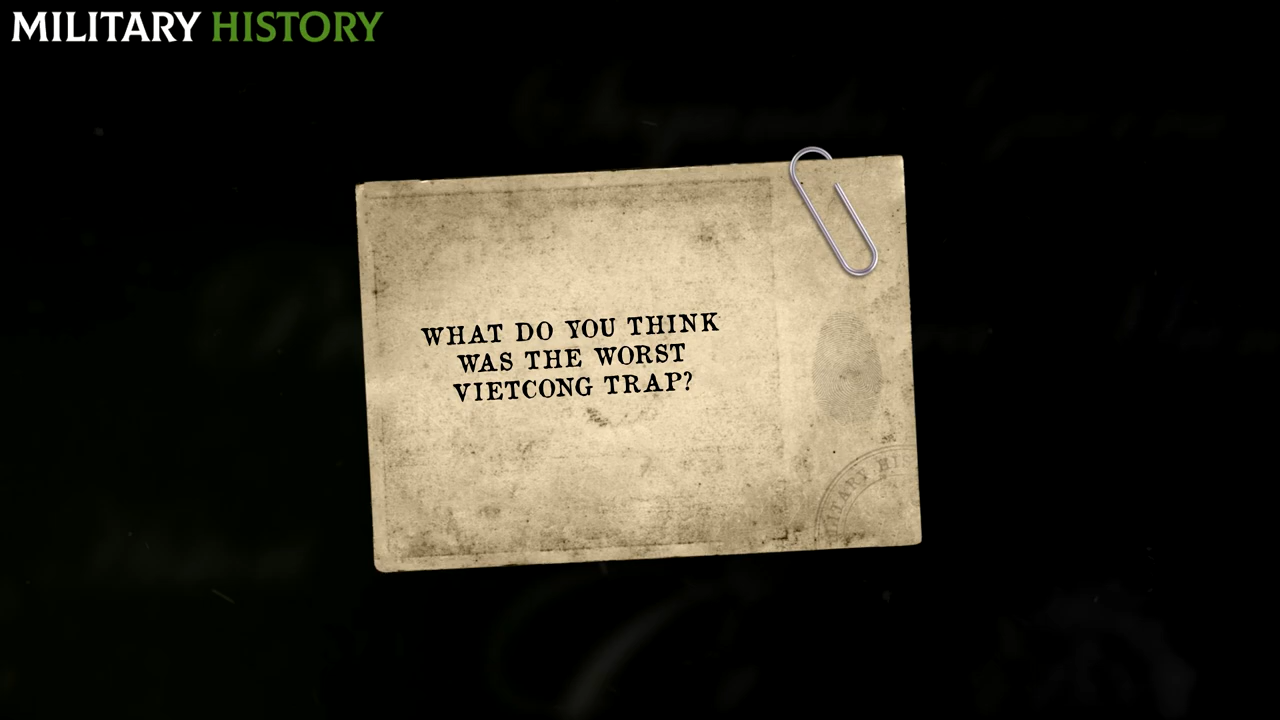 MILITARY HISTORY
WHAT DO YOU THINK
WAS THE WORST
VIETCONG TRAP?